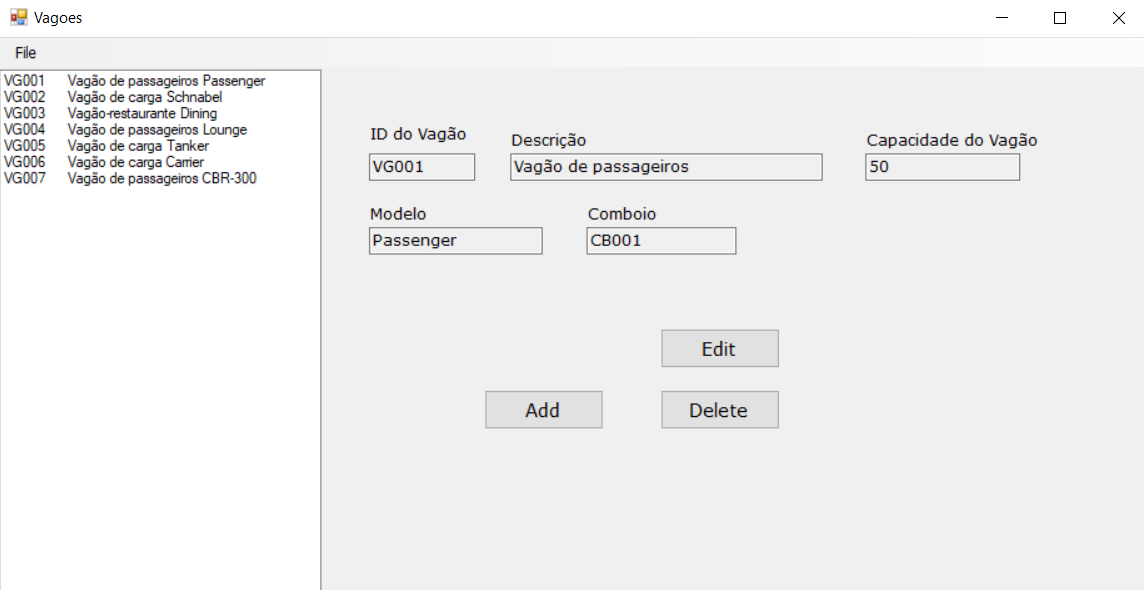 Vagoes
File
VG001 Vagão de passageiros Passenger
VG002 Vagão de carga Schnabel
VG003 Vagão-restaurante Dining
VG004 Vagão de passageiros Lounge
VG005 Vagão de carga Tanker
VG006 Vagão de carga Carrier
VG007 Vagão de passageiros CBR-300
ID do Vagão Descrição Capacidade do Vagão
VG001 Vagão de passageiros 50
Modelo Comboio
Passenger CB001
Edit
Add Delete